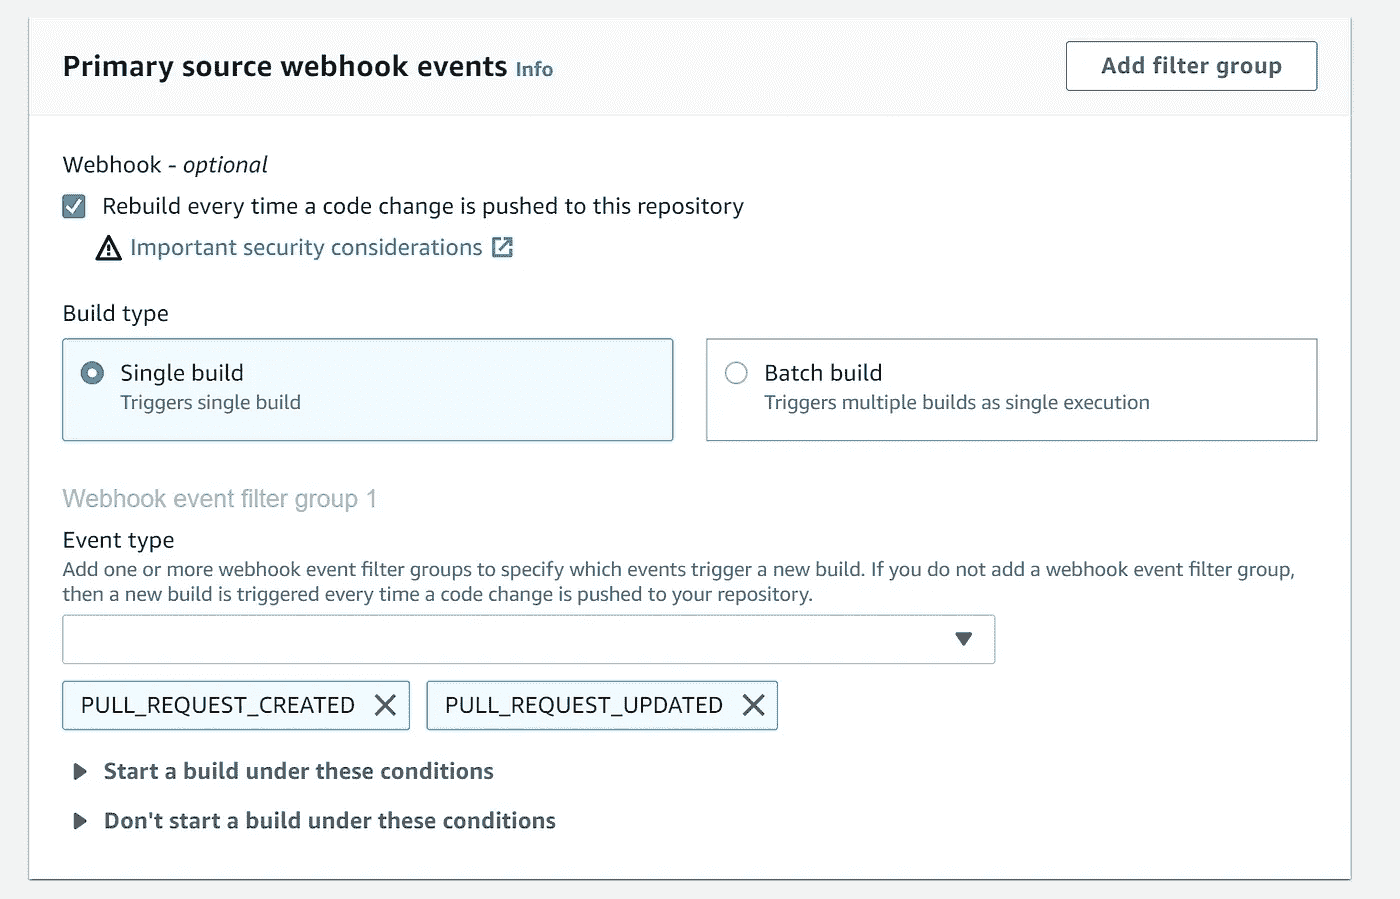 Primary source webhook events Info
Add filter group
Webhook - optional
Rebuild every time a code change is pushed to this repository
Important security considerations
Build type
Single build
Triggers single build
Batch build
Triggers multiple builds as single execution
Webhook event filter group 1
Event type
Add one or more webhook event filter groups to specify which events trigger a new build. If you do not add a webhook event filter group,
then a new build is triggered every time a code change is pushed to your repository.
PULL_REQUEST_CREATED
PULL_REQUEST_UPDATED
Start a build under these conditions
Don't start a build under these conditions